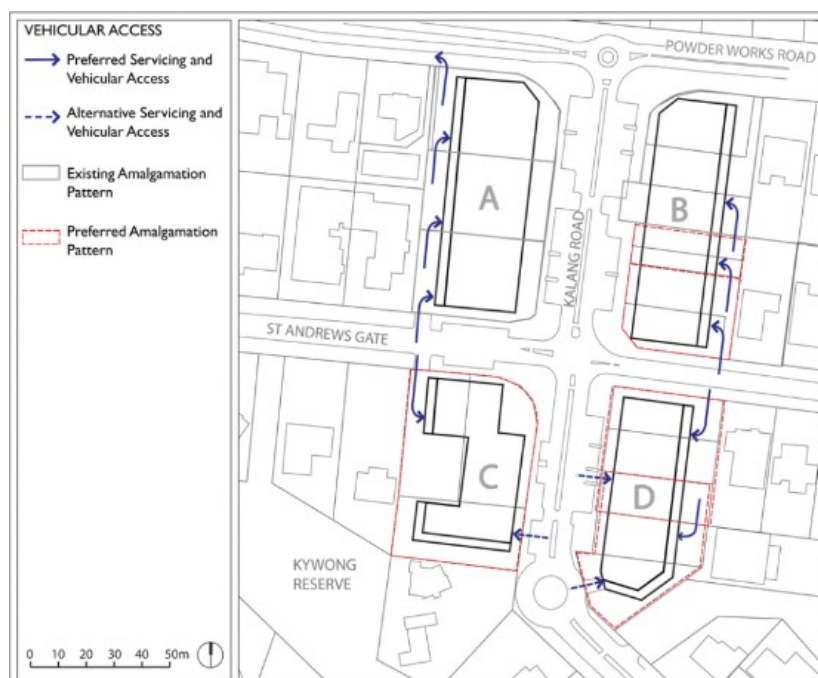 VEHICULAR ACCESS
Preferred Servicing and
Vehicular Access
Alternative Servicing and
Vehicular Access
Existing Amalgamation
Pattern
Preferred Amalgamation
Pattern
0 10 20 30 40 50m
POWDER WORKS ROAD
A
B
KALANG ROAD
ST ANDREWS GATE
C
D
KYWONG
RESERVE